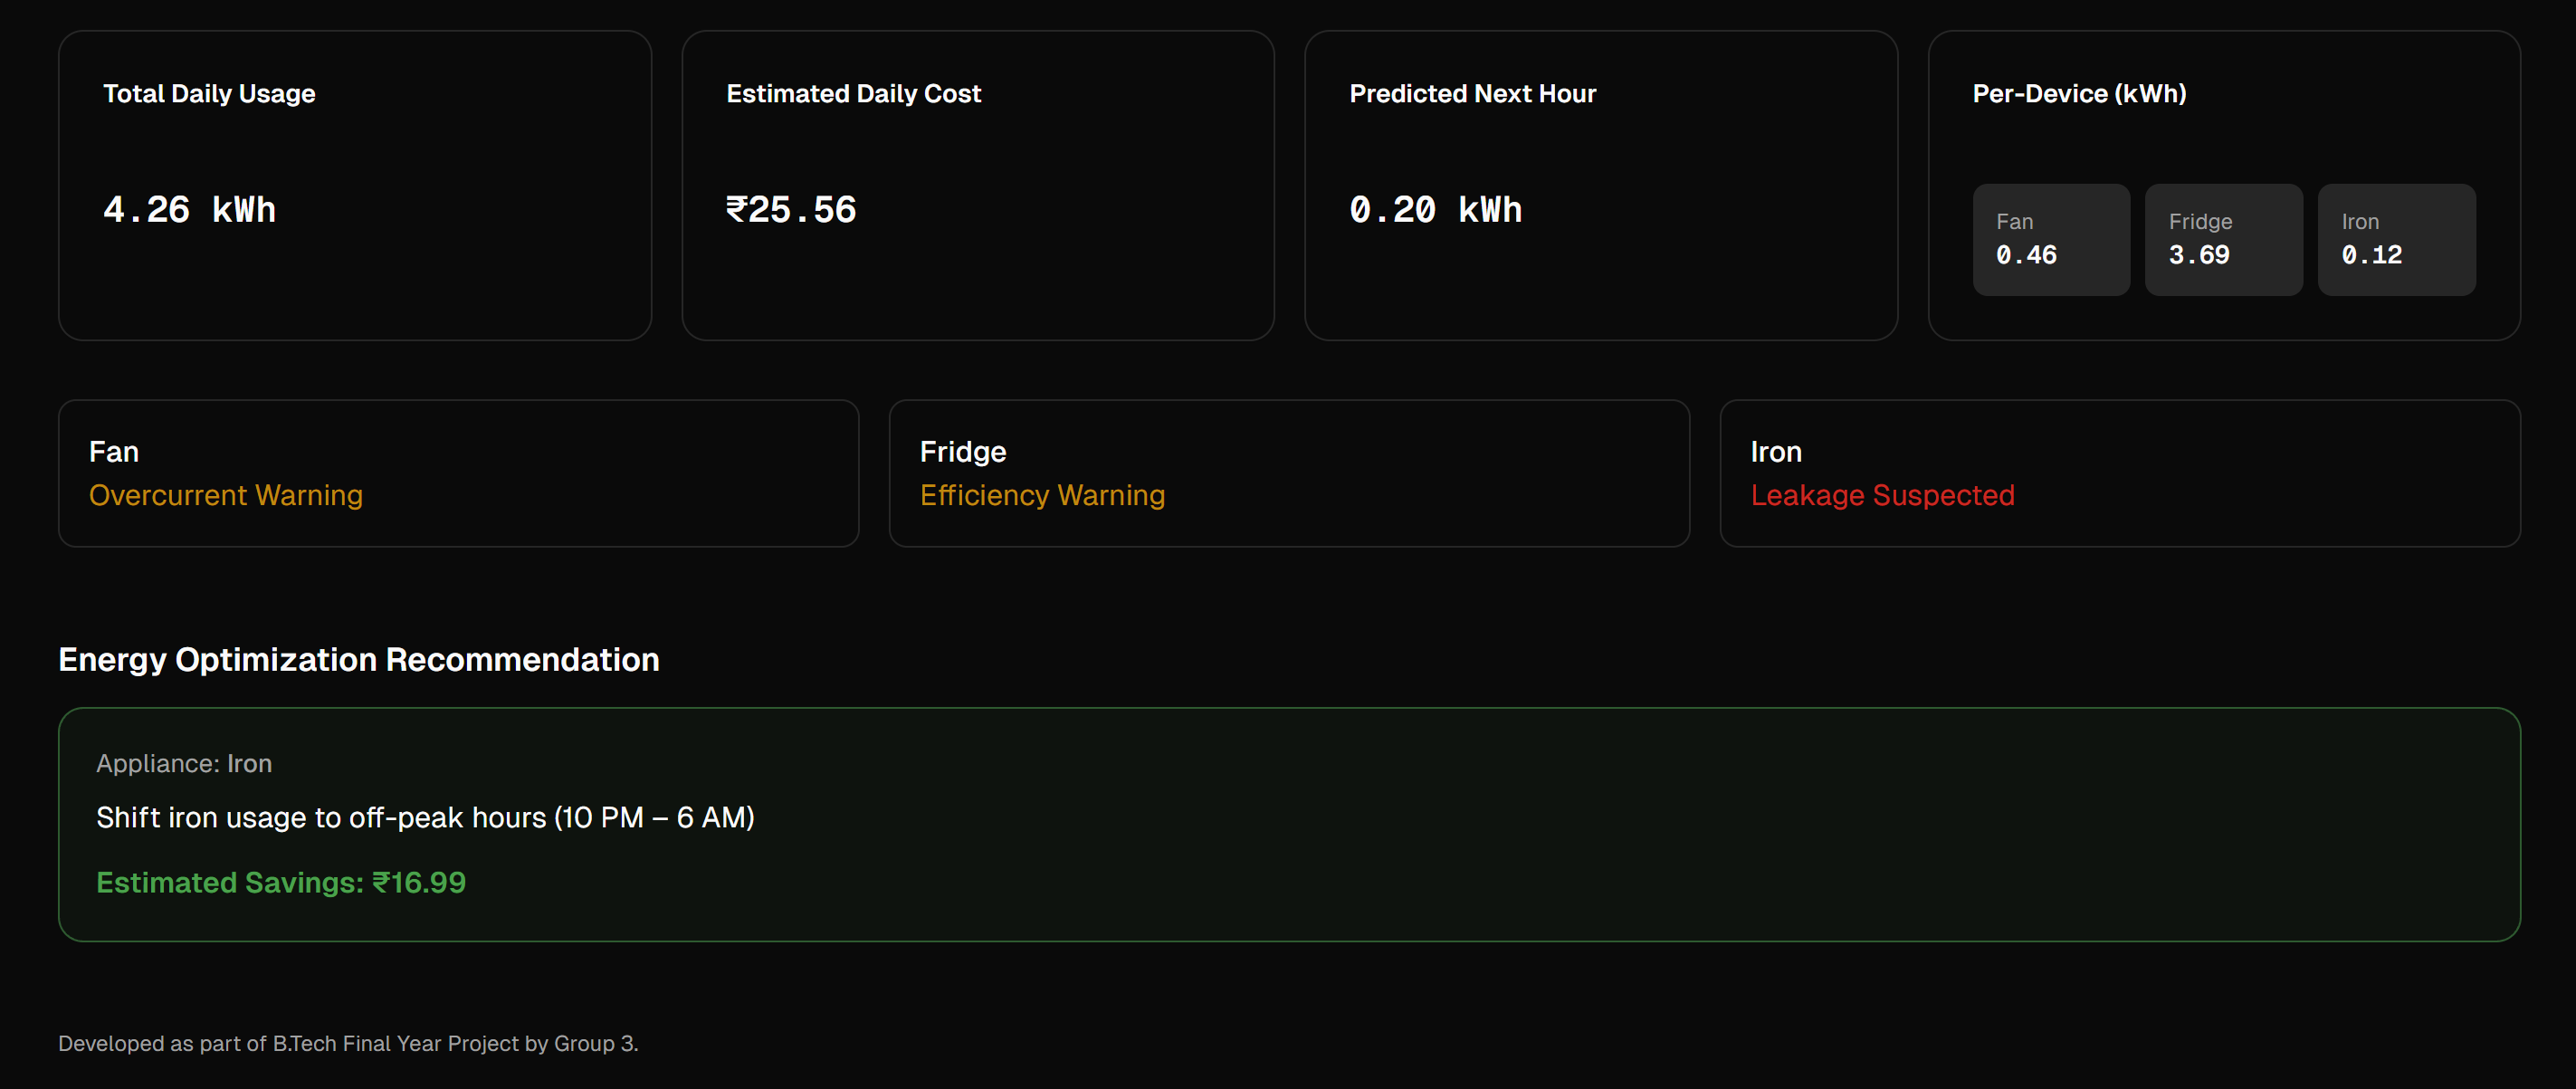 Total Daily Usage
4.26 kWh
Estimated Daily Cost
₹25.56
Predicted Next Hour
0.20 kWh
Per-Device (kWh)
Fan
0.46
Fridge
3.69
Iron
0.12
Fan
Overcurrent Warning
Fridge
Efficiency Warning
Iron
Leakage Suspected
Energy Optimization Recommendation
Appliance: Iron
Shift iron usage to off-peak hours (10 PM – 6 AM)
Estimated Savings: ₹16.99
Developed as part of B.Tech Final Year Project by Group 3.